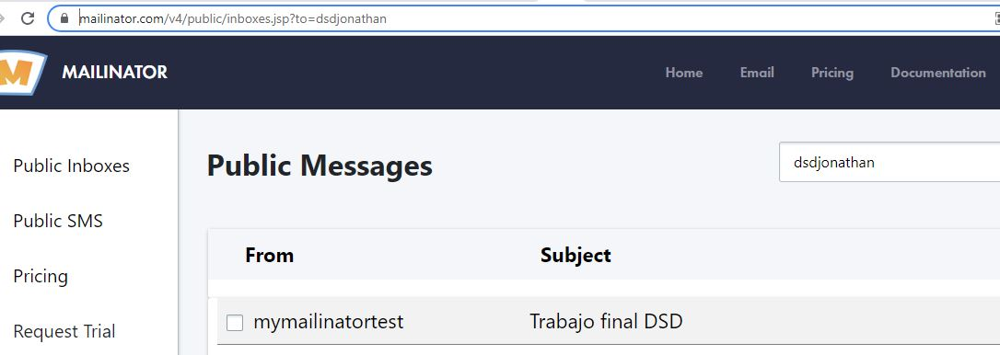 mailinator.com/v4/public/inboxes.jsp?to=dsdjonathan
M MAILINATOR Home Email Pricing Documentation
Public Inboxes
Public Messages dsdjonathan
Public SMS
From Subject
Pricing
mymailinatortest Trabajo final DSD
Request Trial